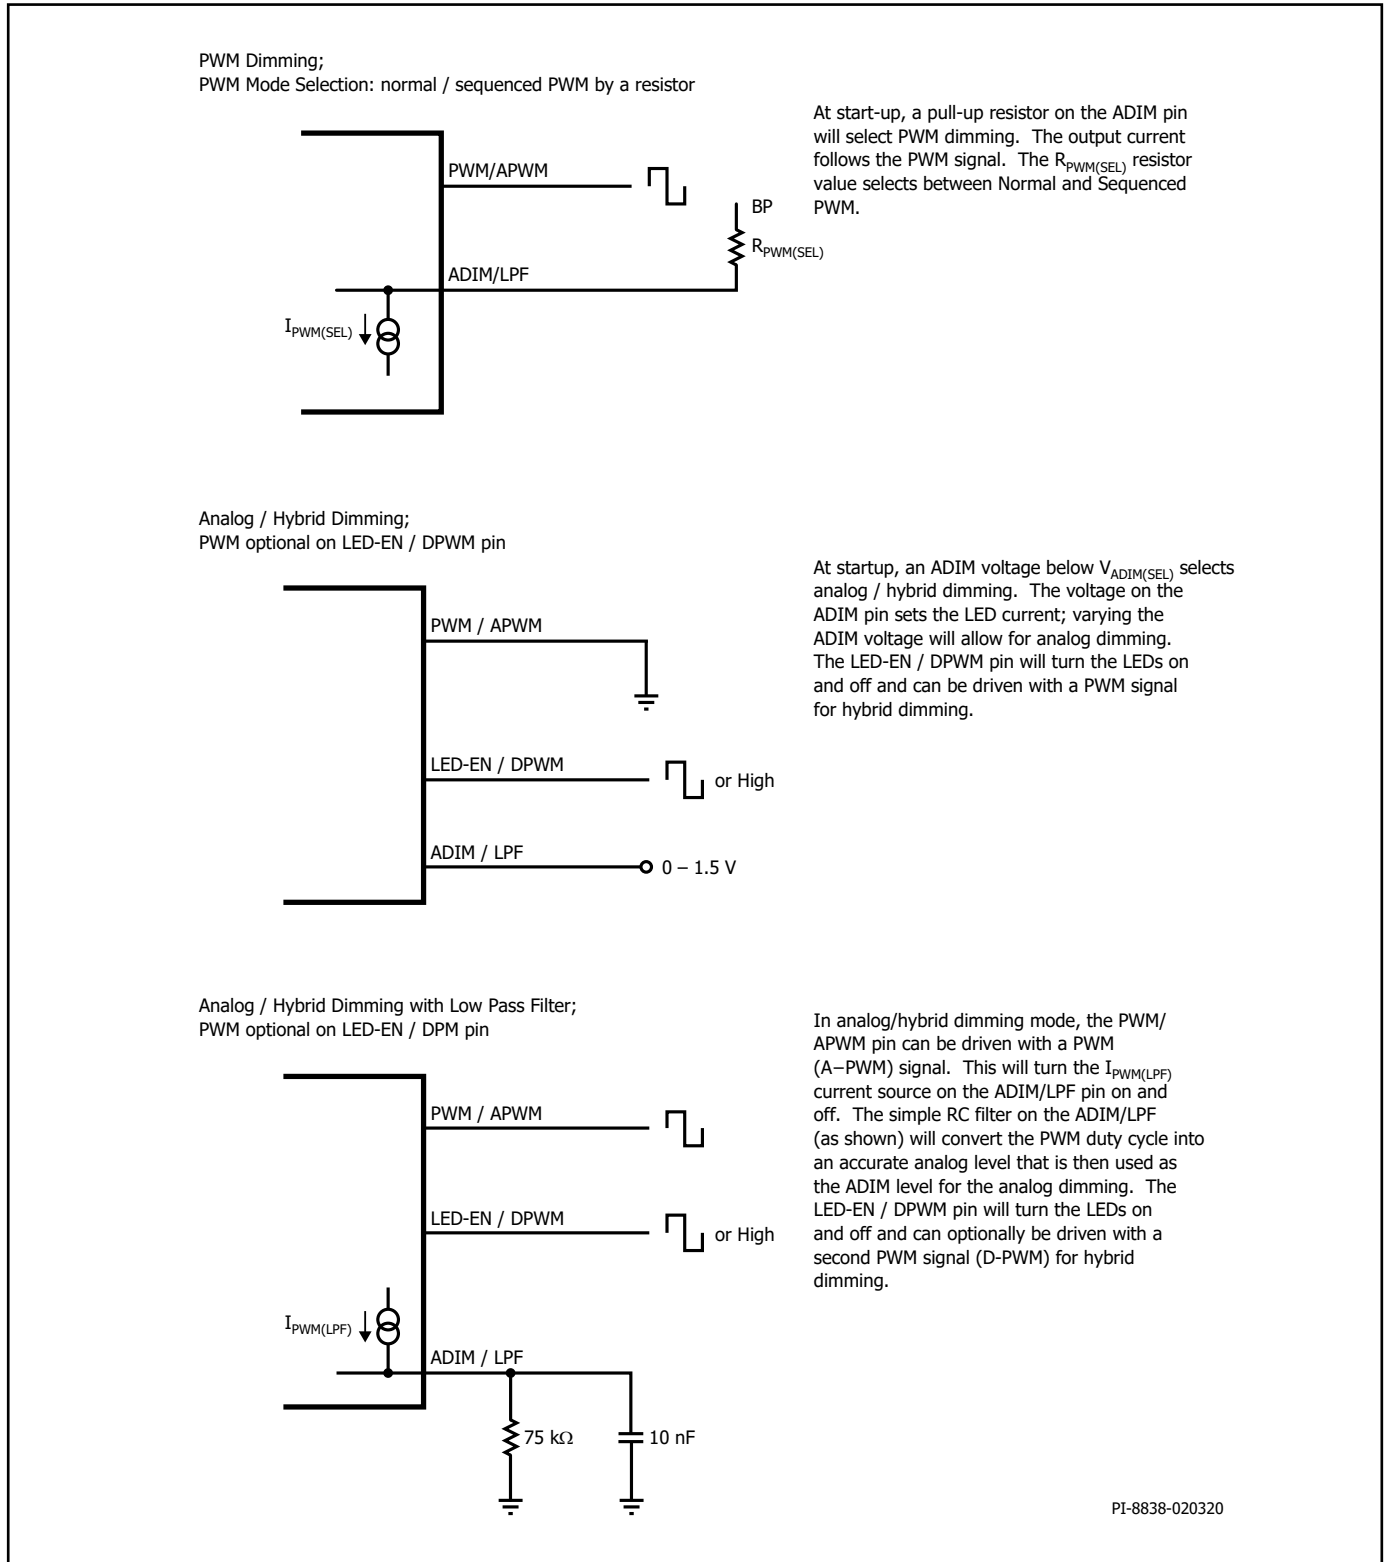 PWM Dimming;
PWM Mode Selection: normal / sequenced PWM by a resistor
At start-up, a pull-up resistor on the ADIM pin
will select PWM dimming.  The output current
follows the PWM signal.  The RPWM(SEL) resistor
value selects between Normal and Sequenced
PWM.
PWM/APWM
BP
RPWM(SEL)
ADIM/LPF
IPWM(SEL)
Analog / Hybrid Dimming;
PWM optional on LED-EN / DPWM pin
At startup, an ADIM voltage below VADIM(SEL) selects
analog / hybrid dimming.  The voltage on the
ADIM pin sets the LED current; varying the
ADIM voltage will allow for analog dimming.
The LED-EN / DPWM pin will turn the LEDs on
and off and can be driven with a PWM signal
for hybrid dimming.
PWM / APWM
LED-EN / DPWM
or High
ADIM / LPF
0 – 1.5 V
Analog / Hybrid Dimming with Low Pass Filter;
PWM optional on LED-EN / DPM pin
In analog/hybrid dimming mode, the PWM/
APWM pin can be driven with a PWM
(A–PWM) signal.  This will turn the IPWM(LPF)
current source on the ADIM/LPF pin on and
off.  The simple RC filter on the ADIM/LPF
(as shown) will convert the PWM duty cycle into
an accurate analog level that is then used as
the ADIM level for the analog dimming.  The
LED-EN / DPWM pin will turn the LEDs on
and off and can optionally be driven with a
second PWM signal (D-PWM) for hybrid
dimming.
PWM / APWM
LED-EN / DPWM
or High
IPWM(LPF)
ADIM / LPF
75 kΩ
10 nF
PI-8838-020320